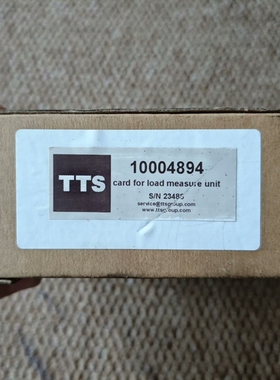 TTS
10004894
card for load measure unit
S/N 23485
service@ttsgroup.com
www.ttsgroup.com